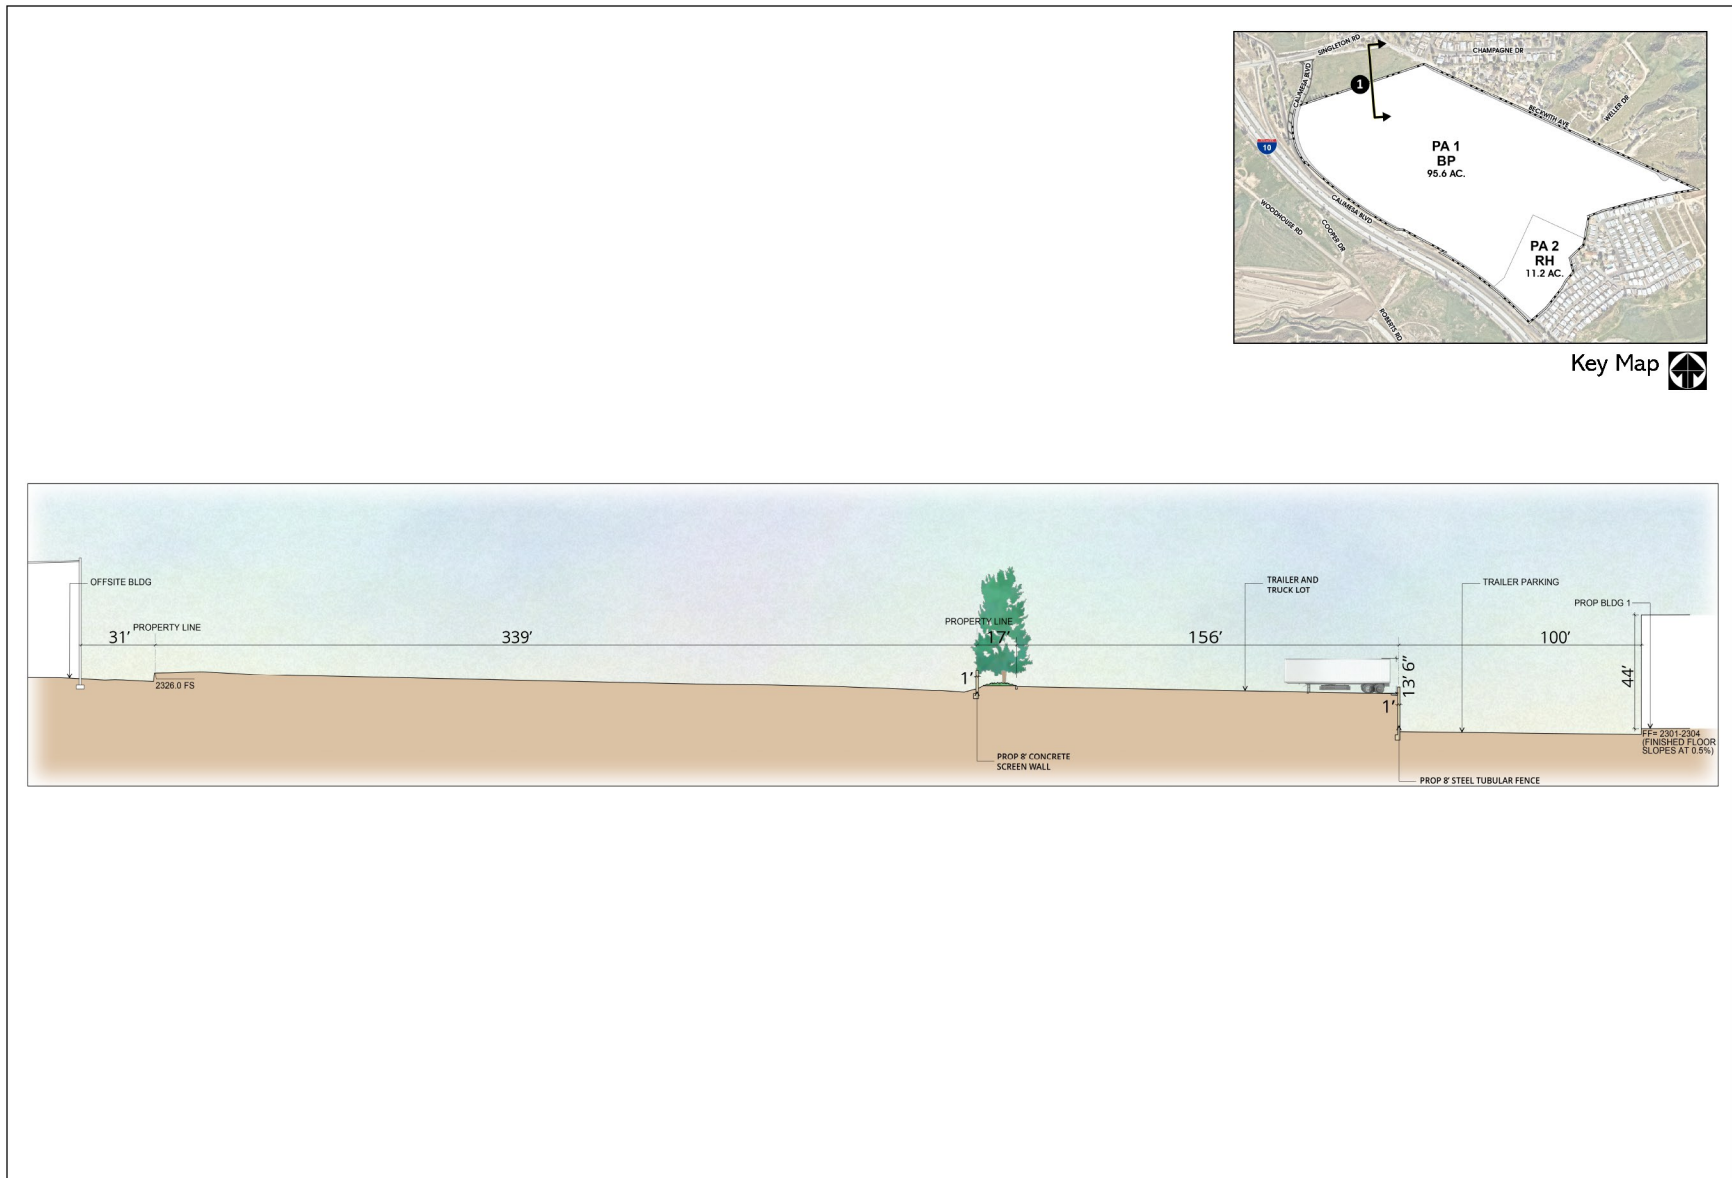 SINGLETON RD
CHAMPAGNE DR
CALIMESA BLVD
1
WELLER DR
BECKWITH AVE
10
PA 1
BP
95.6 AC.
WOODHOUSE RD
COOPER DR
CALIMESA BLVD
PA 2
RH
11.2 AC.
ROBERTS RD
Key Map
OFFSITE BLDG
TRAILER AND
TRUCK LOT
TRAILER PARKING
PROP BLDG 1
PROPERTY LINE
PROPERTY LINE
31’
339’
17’
156’
100’
2326.0 FS
1’
13’ 6”
1’
44’
FF= 2301-2304
(FINISHED FLOOR
SLOPES AT 0.5%)
PROP 8’ CONCRETE
SCREEN WALL
PROP 8’ STEEL TUBULAR FENCE